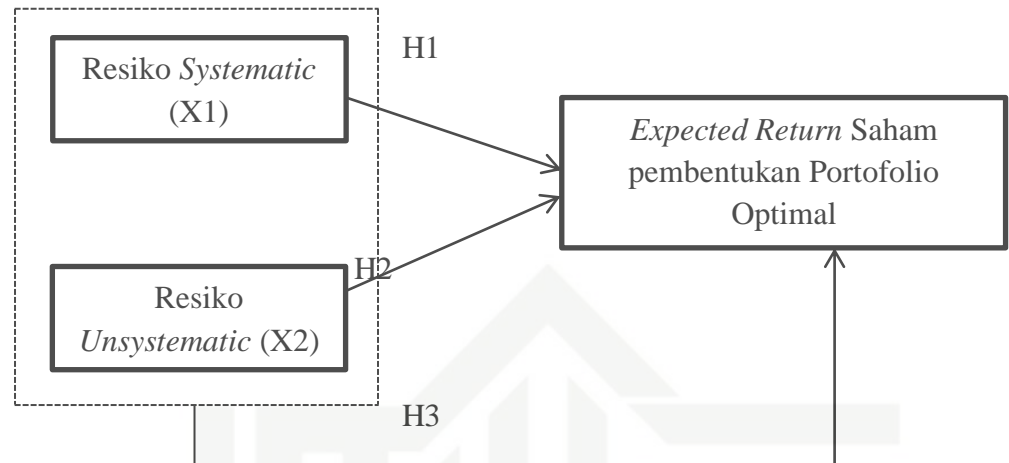 H1
Resiko Systematic
(X1)
Expected Return Saham
pembentukan Portofolio
Optimal
H2
Resiko
Unsystematic (X2)
H3